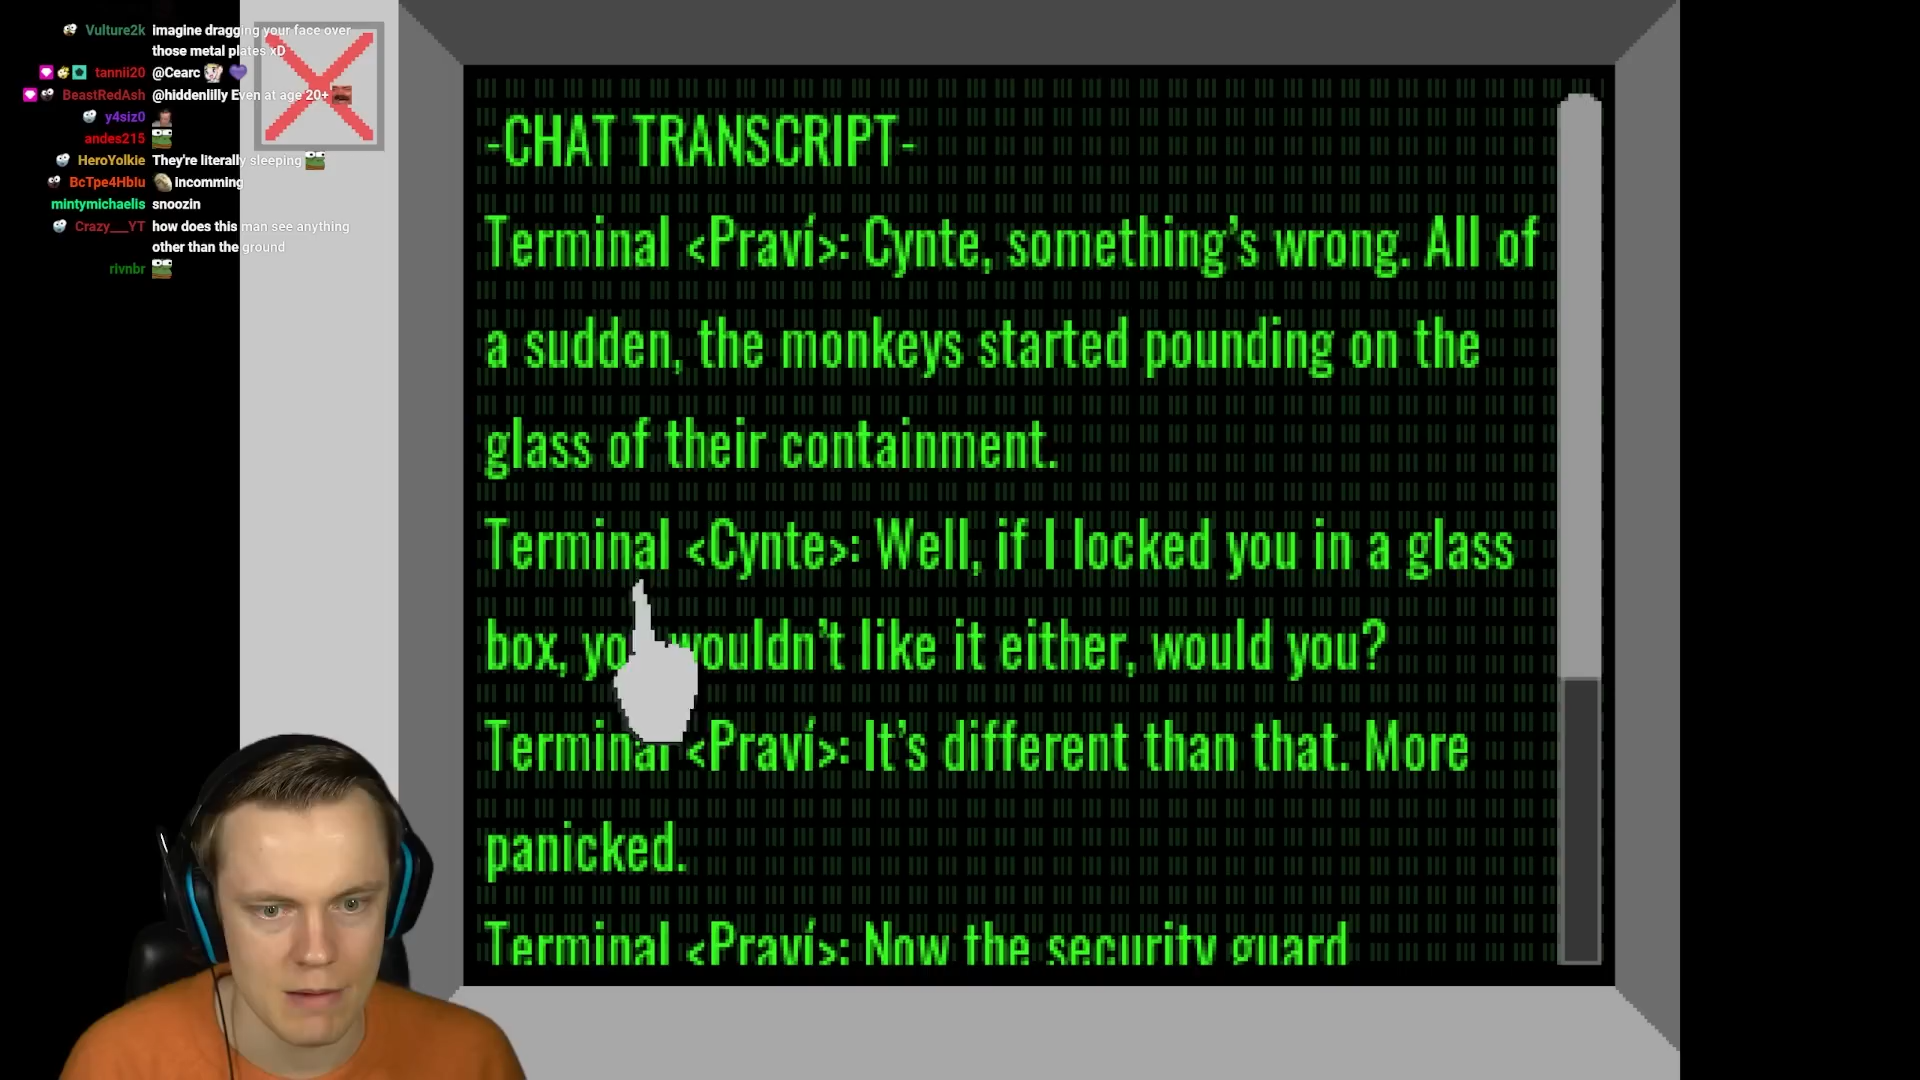 Vulture2k Imagine dragging your face over
those metal plates xD
tannii20 @Cearc
BeastRedAsh @hiddenlilly Even at age 20+
y4siz0
andes215
HeroYolkie They're literally sleeping
BcTpe4HbIu incomming
mintymichaelis snoozin
Crazy___YT how does this man see anything
other than the ground
rivnbr
-CHAT TRANSCRIPT-
Terminal <Praví>: Cynte, something's wrong. All of
a sudden, the monkeys started pounding on the
glass of their containment.
Terminal <Cynte>: Well, if I locked you in a glass
box, yo wouldn't like it either, would you?
Terminal <Praví>: It's different than that. More
panicked.
Terminal <Praví>: Now the security guard